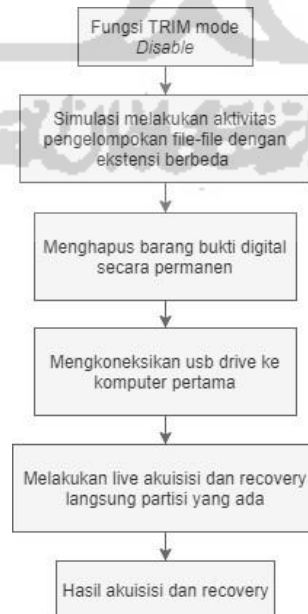 Fungsi TRIM mode
Disable
Simulasi melakukan aktivitas
pengelompokan file-file dengan
ekstensi berbeda
Menghapus barang bukti digital
secara permanen
Mengkoneksikan usb drive ke
komputer pertama
Melakukan live akuisisi dan recovery
langsung partisi yang ada
Hasil akuisisi dan recovery